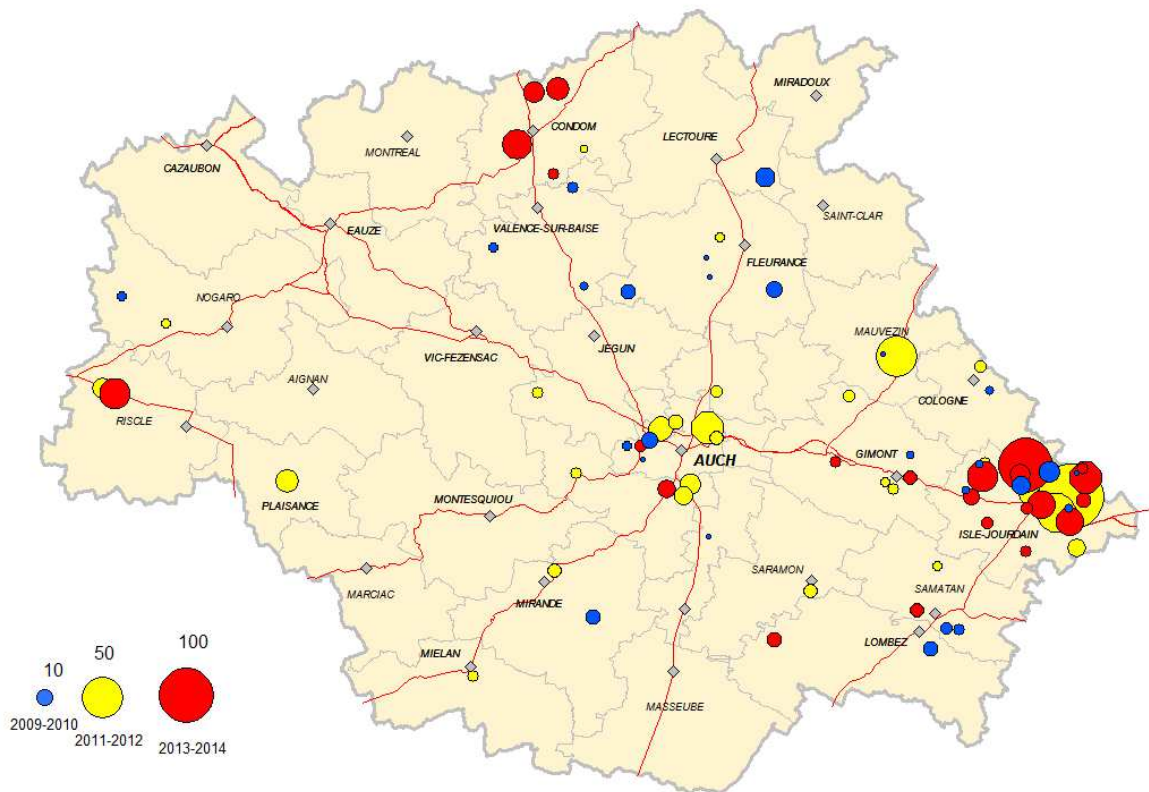 MIRADOUX
CONDOM
LECTOURE
MONTREAL
CAZAUBON
SAINT-CLAR
VALENCE-SUR-BAISE
EAUZE
FLEURANCE
NOGARO
MAUVEZIN
JEGUN
VIC-FEZENSAC
AIGNAN
COLOGNE
RISCLE
AUCH
GIMONT
PLAISANCE
MONTESQUIOU
ISLE-JOURDAIN
SARAMON
MARCIAC
SAMATAN
MIRANDE
LOMBEZ
MIELAN
MASSEUBE
10 50 100
2009-2010 2011-2012 2013-2014